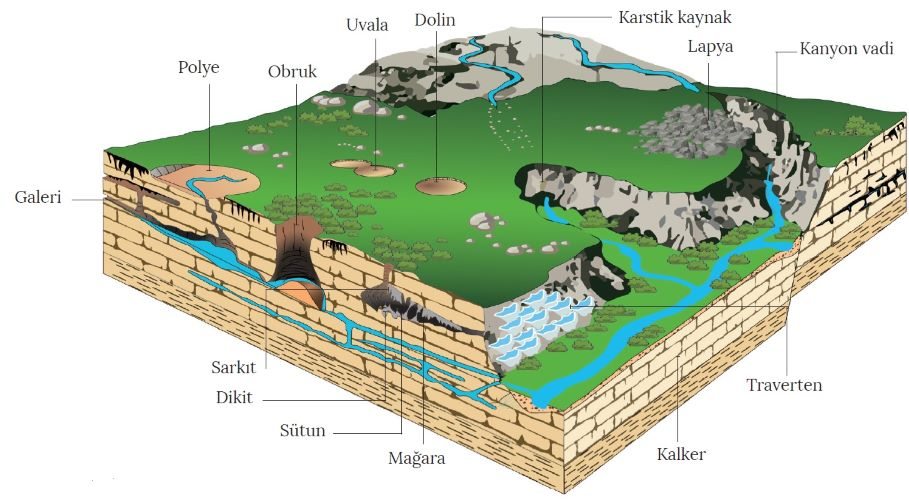 Karstik kaynak
Dolin
Uvala
Lapya
Kanyon vadi
Polye
Obruk
Galeri
Sarkıt
Traverten
Dikit
Sütun
Kalker
Mağara